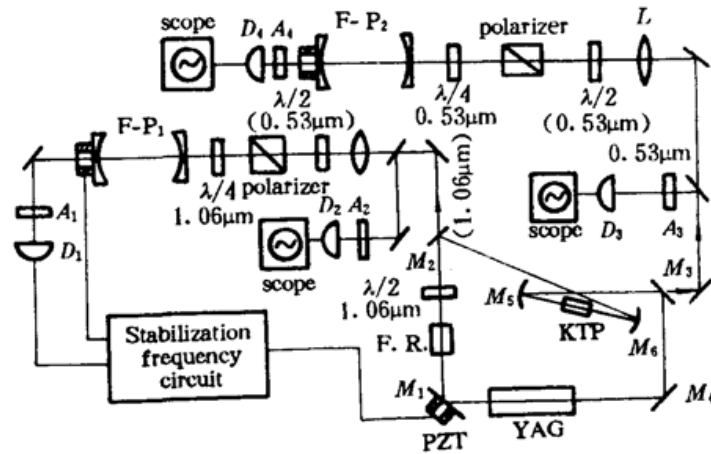 scope
D4 A4
F-P2
polarizer
L
λ/2
(0.53μm)
λ/4
0.53μm
λ/2
(0.53μm)
F-P1
λ/4
1.06μm
polarizer
(1.06μm)
0.53μm
A1
D1
D2 A2
scope
scope
D3
A3
M2
M3
λ/2
1.06μm
M5
KTP
M6
F. R.
Stabilization
frequency
circuit
M1
PZT
YAG